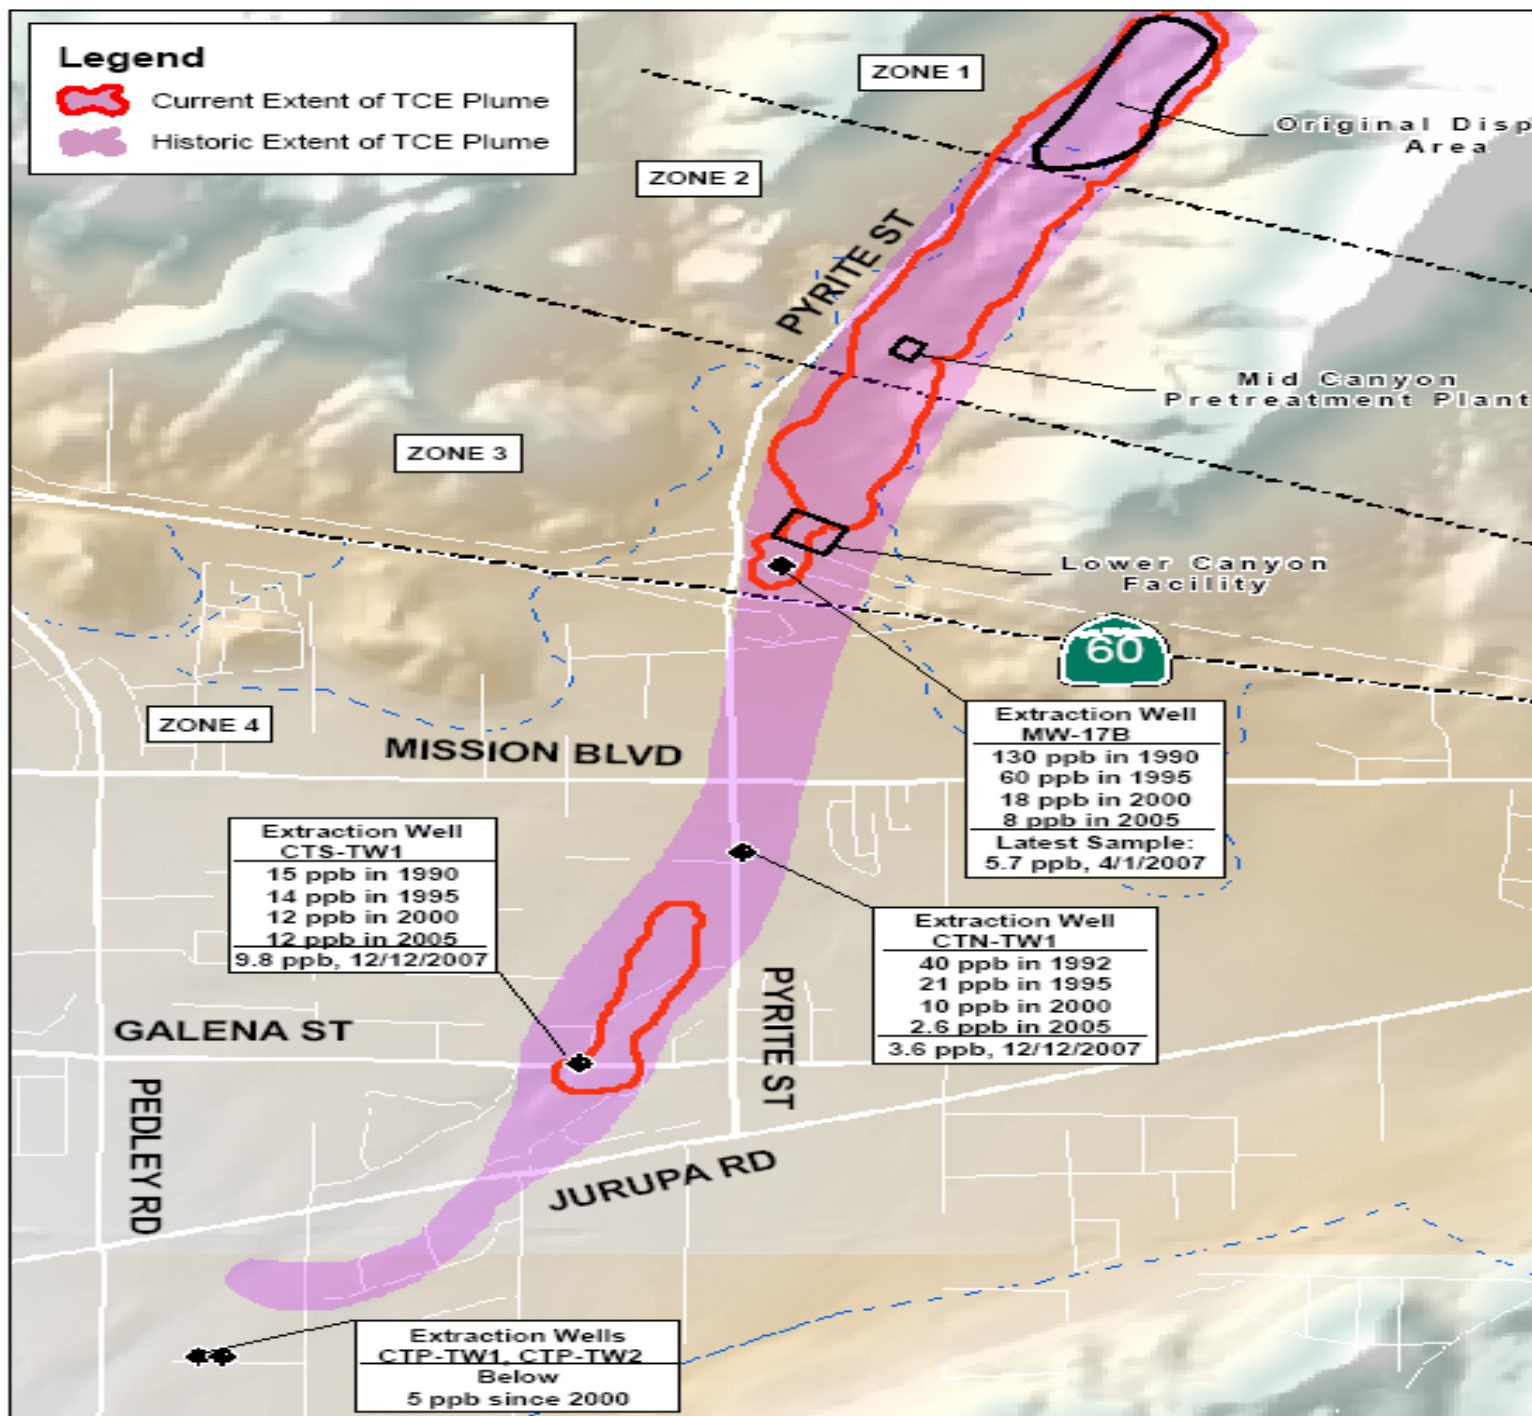 Legend
Current Extent of TCE Plume
Historic Extent of TCE Plume
ZONE 1
Original Disp
Area
ZONE 2
PYRITE ST
Mid Canyon
Pretreatment Plant
ZONE 3
Lower Canyon
Facility
60
ZONE 4
MISSION BLVD
Extraction Well
MW-17B
130 ppb in 1990
60 ppb in 1995
18 ppb in 2000
8 ppb in 2005
Latest Sample:
5.7 ppb, 4/1/2007
Extraction Well
CTS-TW1
15 ppb in 1990
14 ppb in 1995
12 ppb in 2000
12 ppb in 2005
9.8 ppb, 12/12/2007
Extraction Well
CTN-TW1
40 ppb in 1992
21 ppb in 1995
10 ppb in 2000
2.6 ppb in 2005
3.6 ppb, 12/12/2007
GALENA ST
PYRITE ST
PEDLEY RD
JURUPA RD
Extraction Wells
CTP-TW1, CTP-TW2
Below
5 ppb since 2000